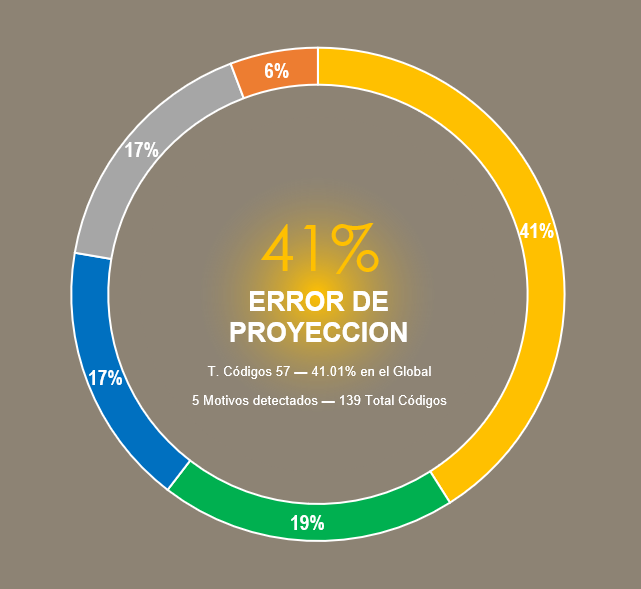 6%
17%
41%
41%
ERROR DE
PROYECCION
T. Códigos 57 — 41.01% en el Global
17%
5 Motivos detectados — 139 Total Códigos
19%